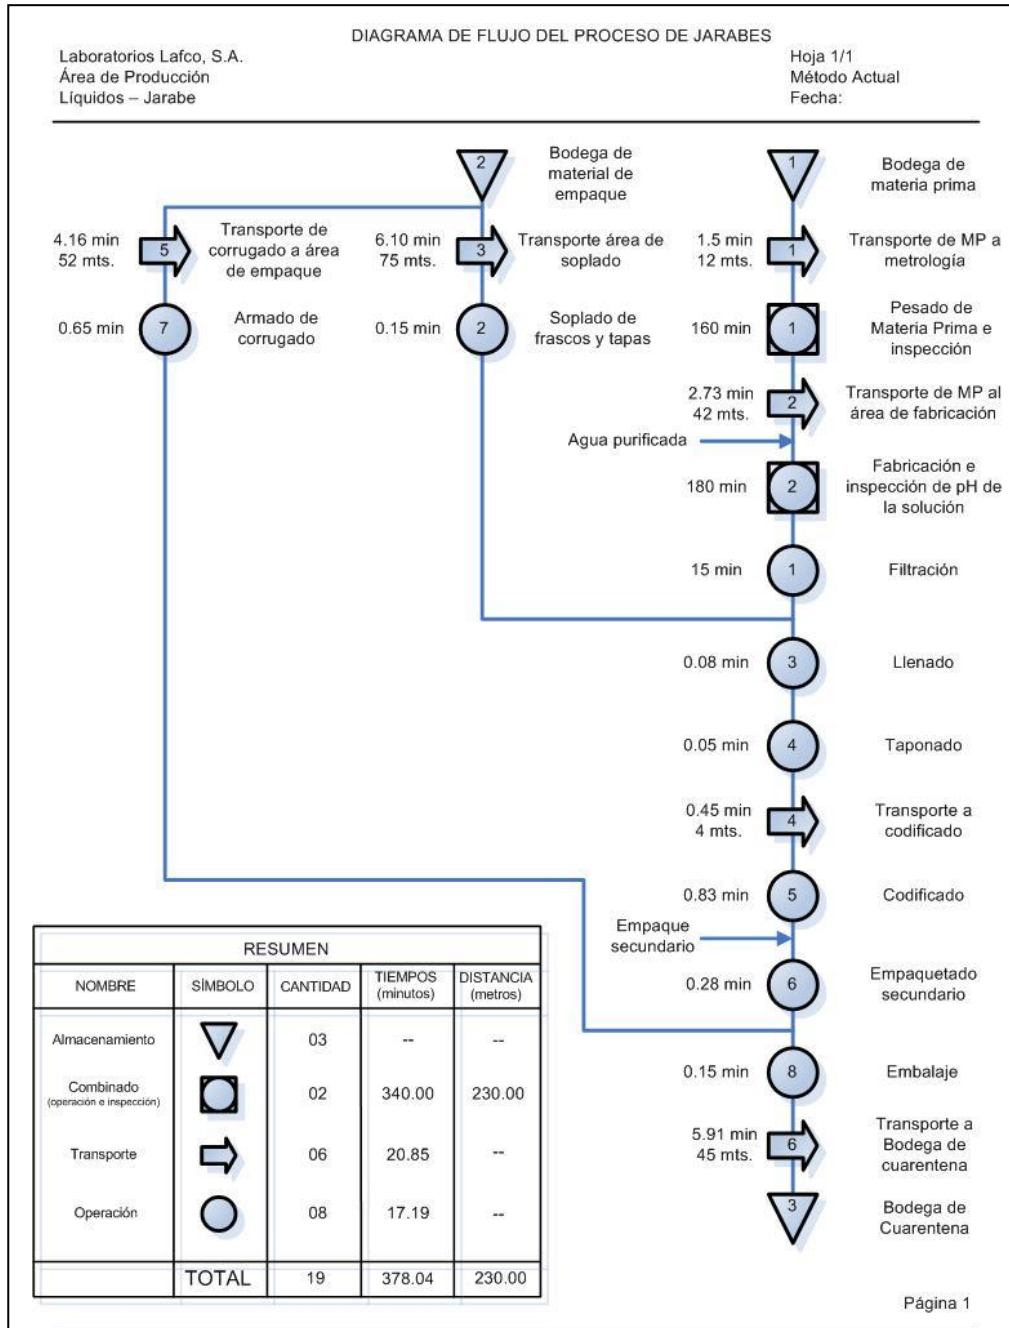 DIAGRAMA DE FLUJO DEL PROCESO DE JARABES
Laboratorios Lafco, S.A.
Área de Producción
Líquidos – Jarabe
Hoja 1/1
Método Actual
Fecha:
2
Bodega de
material de
empaque
1
Bodega de
materia prima
4.16 min
52 mts.
5
Transporte de
corrugado a área
de empaque
6.10 min
75 mts.
3
Transporte área de
soplado
1.5 min
12 mts.
1
Transporte de MP a
metrología
0.65 min
7
Armado de
corrugado
0.15 min
2
Soplado de
frascos y tapas
160 min
1
Pesado de
Materia Prima e
inspección
2.73 min
42 mts.
2
Transporte de MP al
área de fabricación
Agua purificada
180 min
2
Fabricación e
inspección de pH de
la solución
15 min
1
Filtración
0.08 min
3
Llenado
0.05 min
4
Taponado
0.45 min
4 mts.
4
Transporte a
codificado
0.83 min
5
Codificado
Empaque
secundario
0.28 min
6
Empaquetado
secundario
0.15 min
8
Embalaje
5.91 min
45 mts.
6
Transporte a
Bodega de
cuarentena
3
Bodega de
Cuarentena
RESUMEN
NOMBRE SÍMBOLO CANTIDAD TIEMPOS (minutos) DISTANCIA (metros)
Almacenamiento 03 -- --
Combinado (operación e inspección) 02 340.00 230.00
Transporte 06 20.85 --
Operación 08 17.19 --
TOTAL 19 378.04 230.00
Página 1